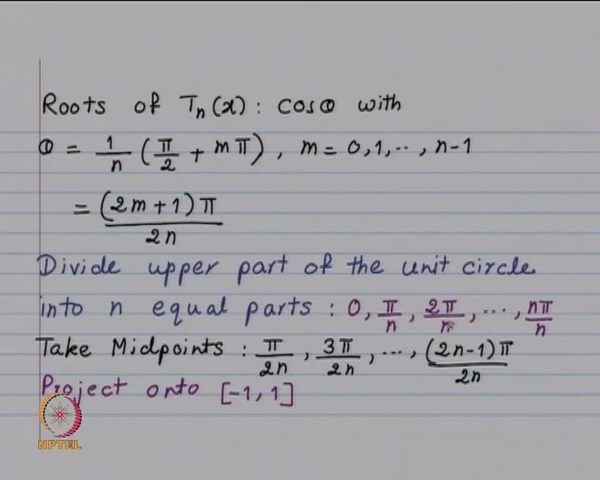 Roots of Tn(x) : cosθ with
θ = 1/n (π/2 + mπ), m = 0,1,.., n-1
= (2m+1)π/2n
Divide upper part of the unit circle
into n equal parts : 0, π/n, 2π/n, ..., nπ/n
Take Midpoints : π/2n, 3π/2n, ..., (2n-1)π/2n
Project onto [-1, 1]
NPTEL